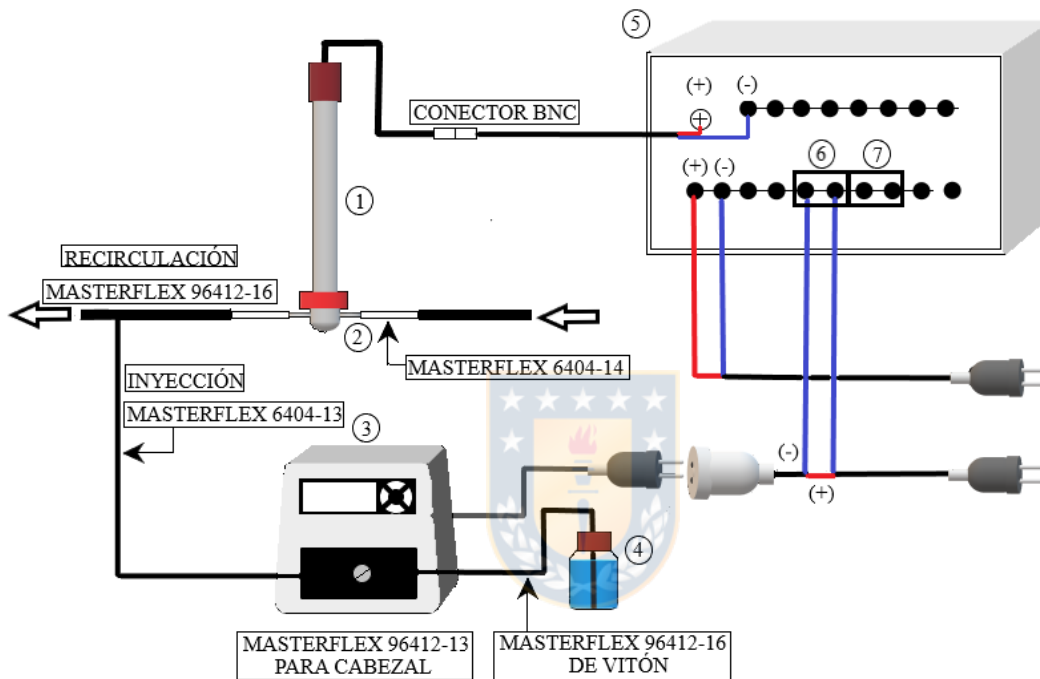 5
(+)
(-)
CONECTOR BNC
6
7
(+)
(-)
1
RECIRCULACIÓN
MASTERFLEX 96412-16
2
MASTERFLEX 6404-14
INYECCIÓN
MASTERFLEX 6404-13
3
(-)
(+)
4
MASTERFLEX 96412-13
PARA CABEZAL
MASTERFLEX 96412-16
DE VITÓN